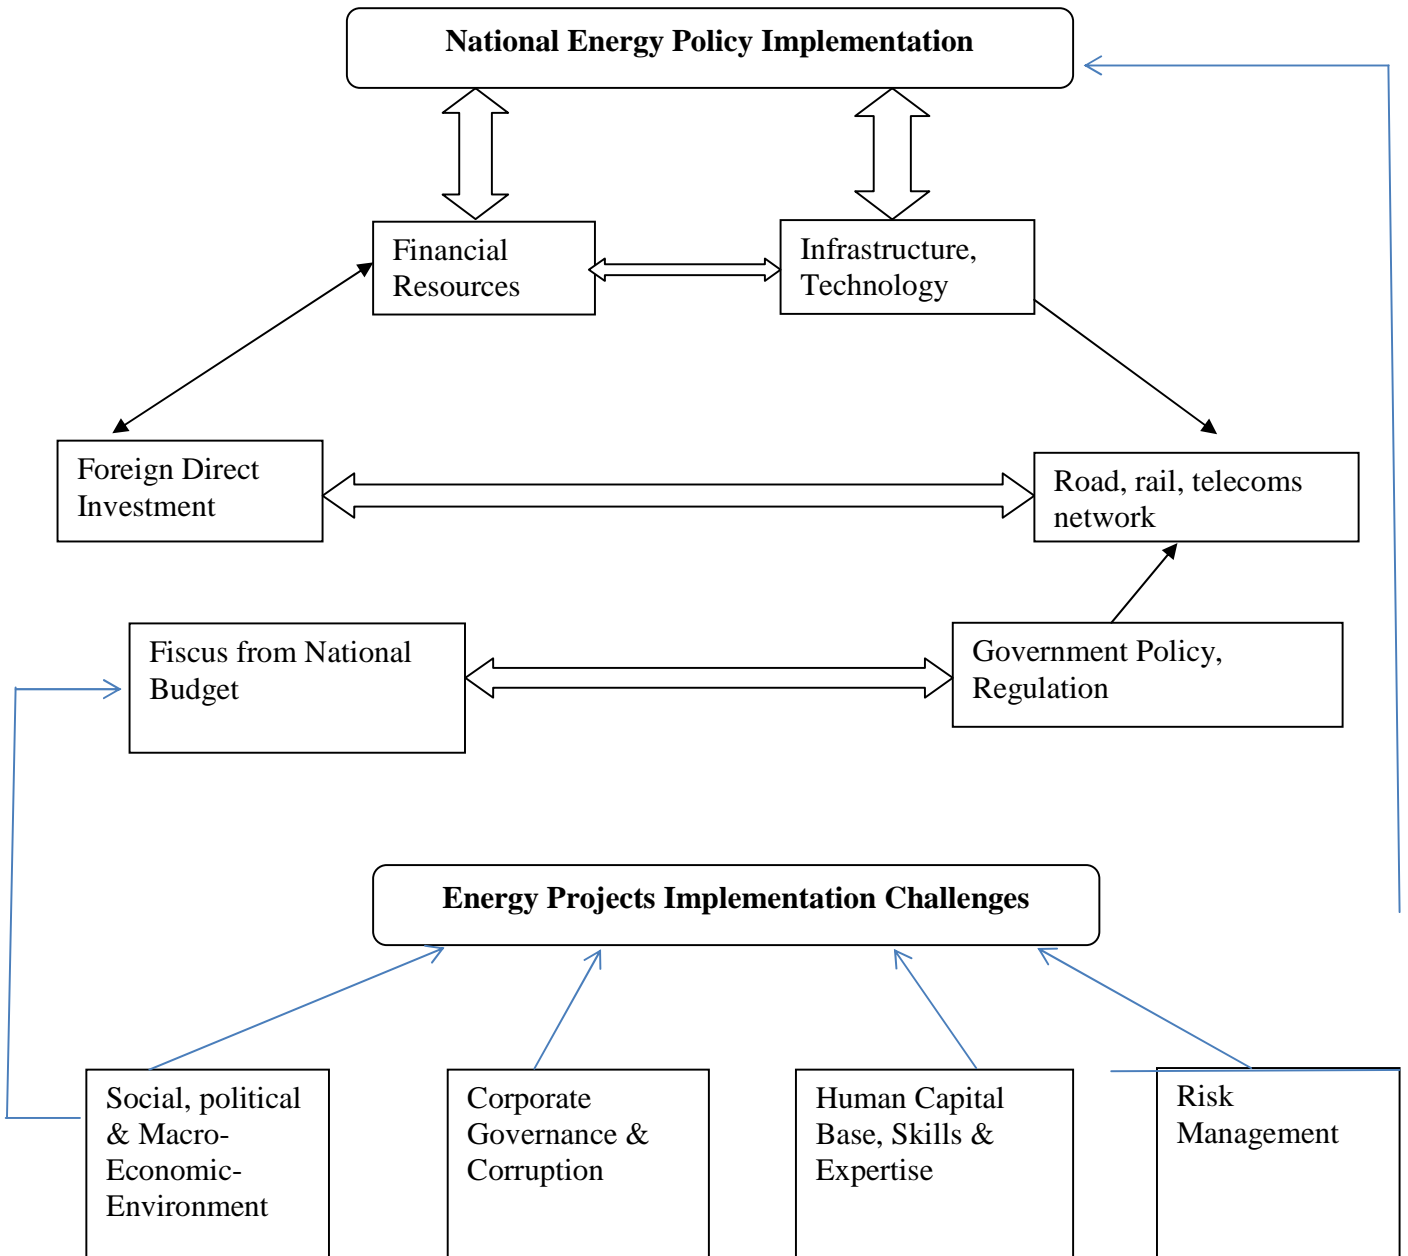 National Energy Policy Implementation
Financial
Resources
Infrastructure,
Technology
Foreign Direct
Investment
Road, rail, telecoms
network
Fiscus from National
Budget
Government Policy,
Regulation
Energy Projects Implementation Challenges
Social, political
& Macro-
Economic-
Environment
Corporate
Governance &
Corruption
Human Capital
Base, Skills &
Expertise
Risk
Management